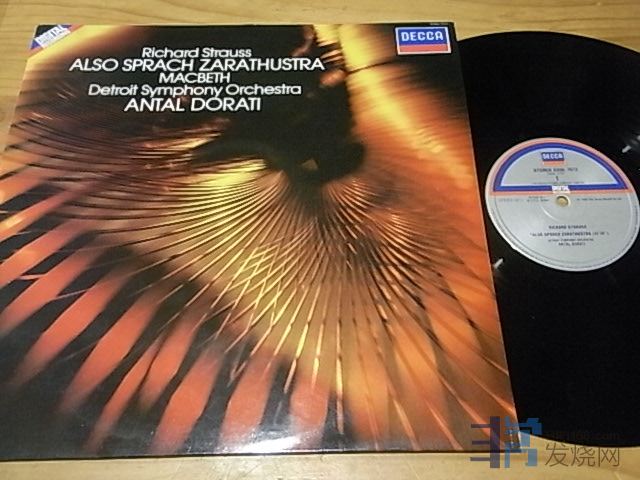 DIGITAL
DECCA
Richard Strauss
ALSO SPRACH ZARATHUSTRA
MACBETH
Detroit Symphony Orchestra
ANTAL DORATI
DECCA
1
RICHARD STRAUSS
ALSO SPRACH ZARATHUSTRA
DETROIT SYMPHONY ORCHESTRA
ANTAL DORATI
发烧网